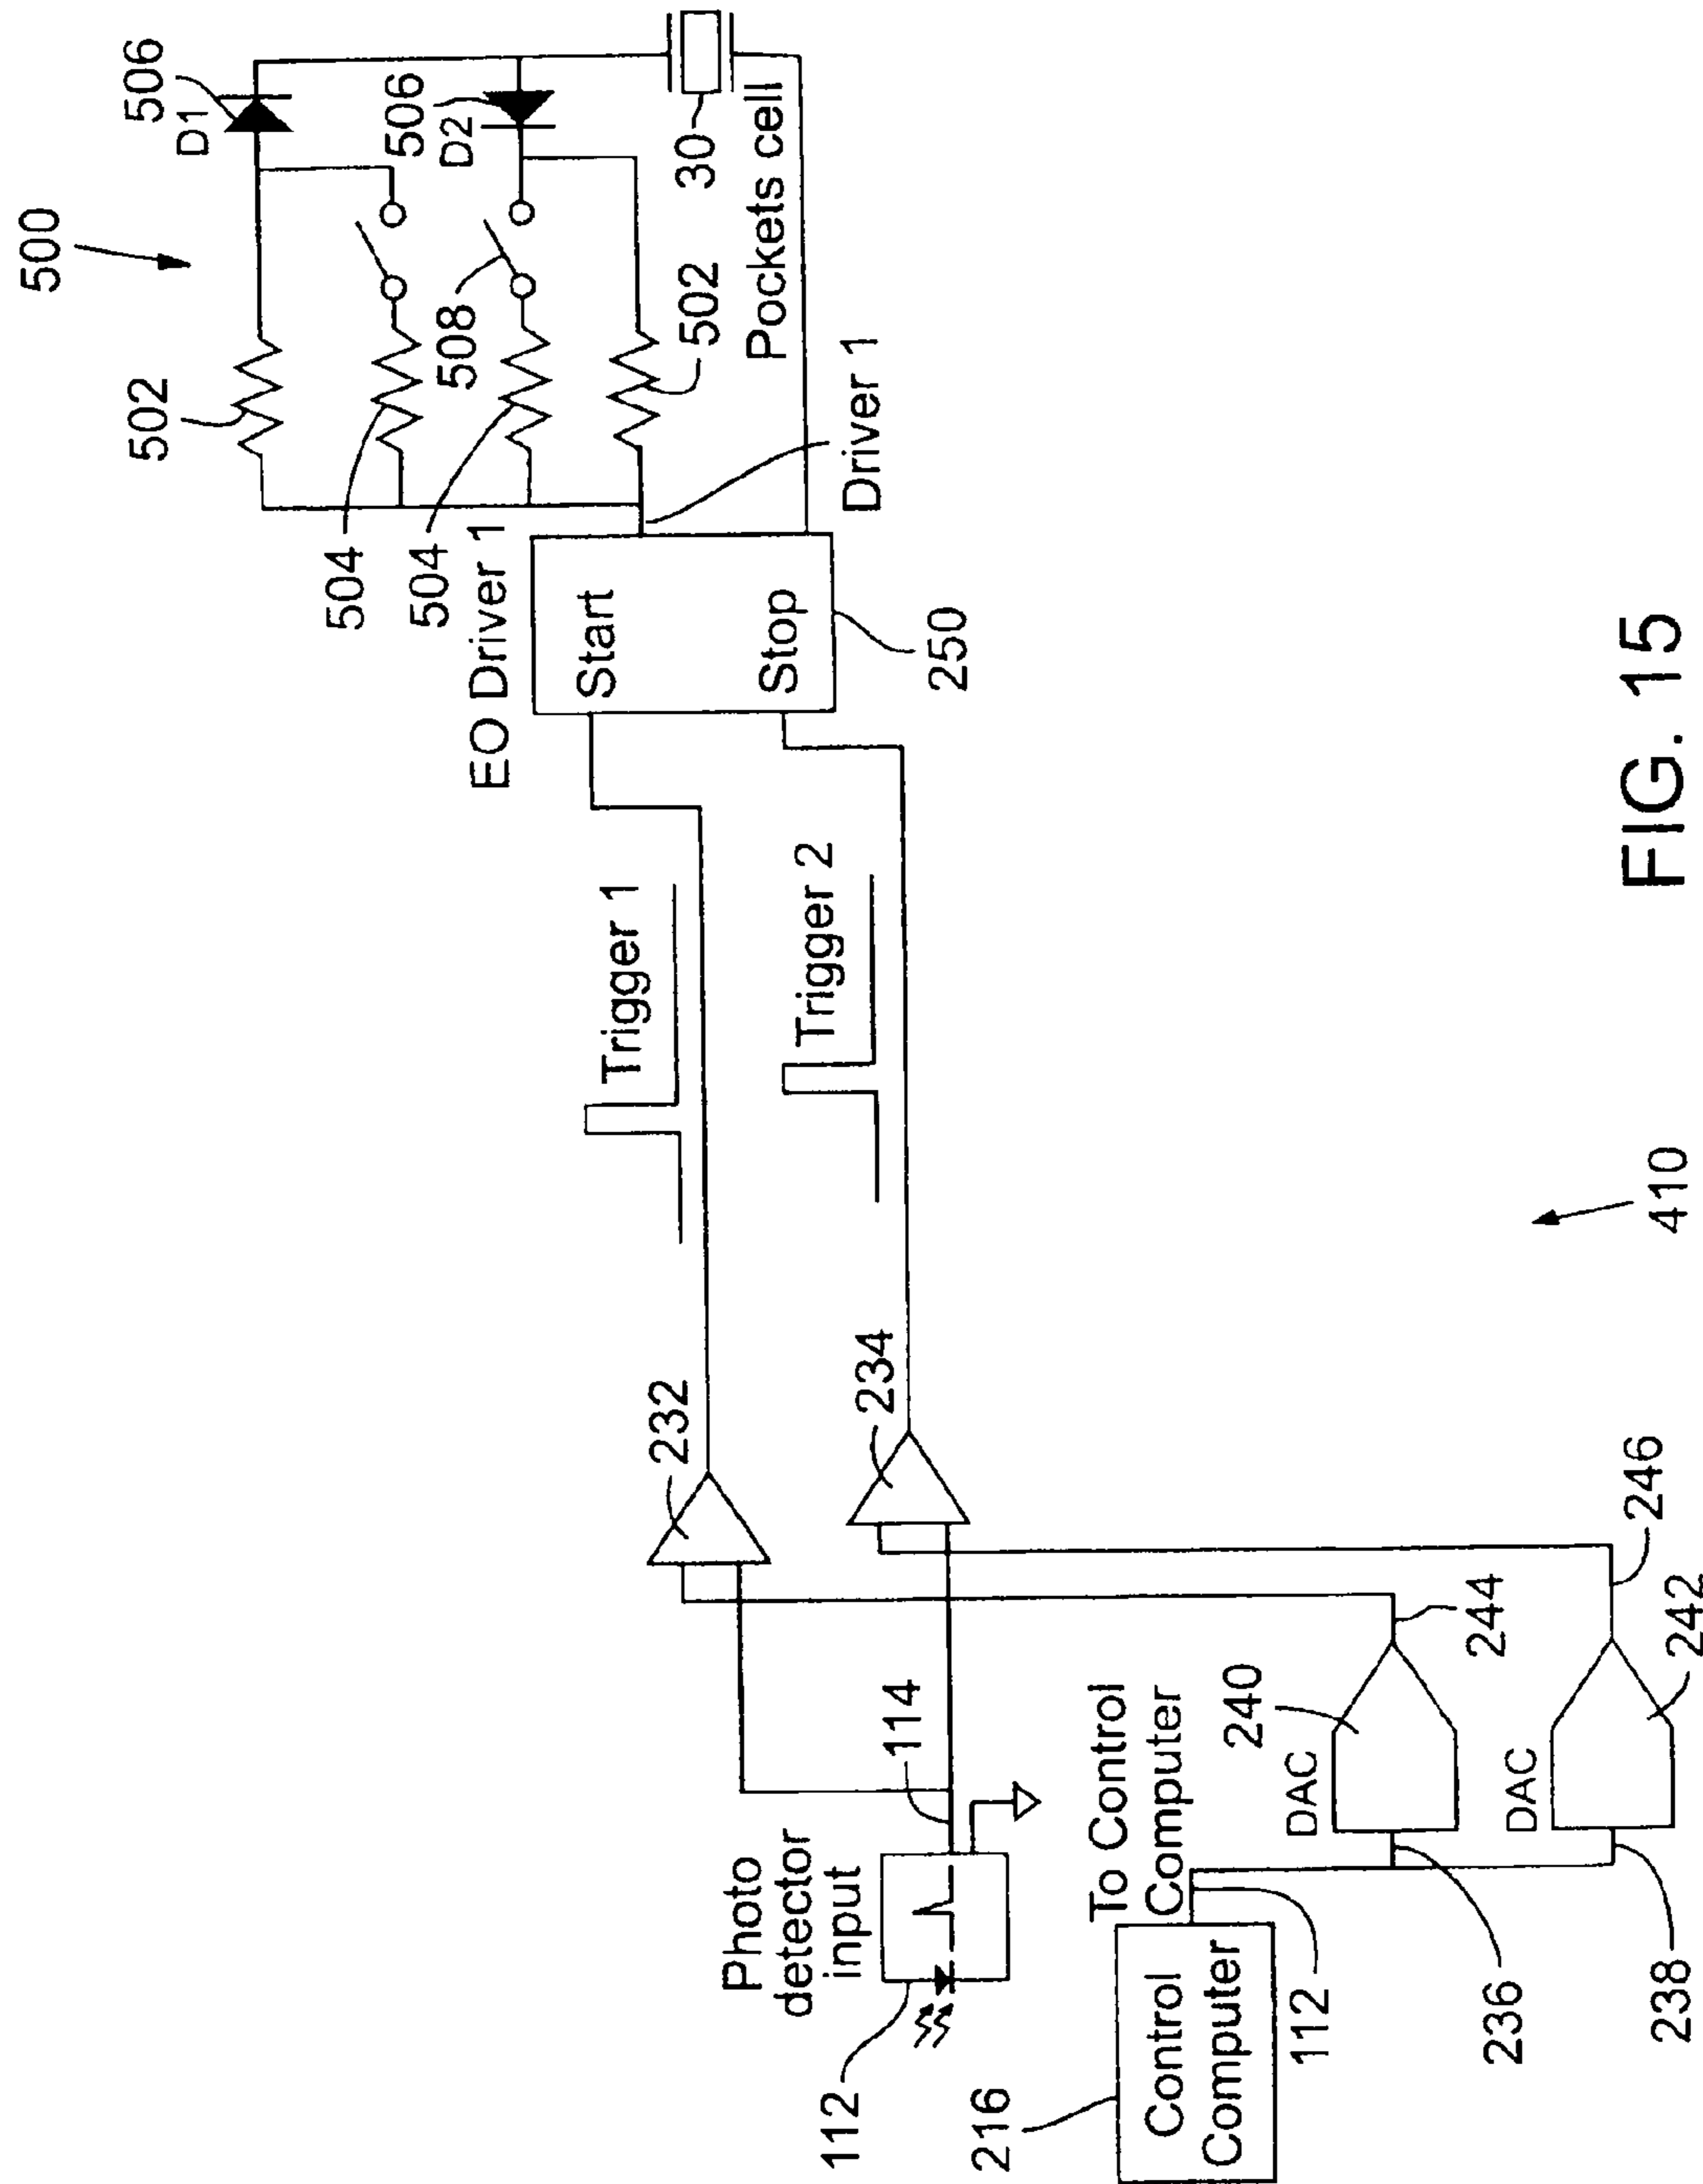 500
502
506
D1
504
504
508
506
D2
502
30
Pockets cell
EO Driver 1
Start
Stop
Driver 1
250
Trigger 1
Trigger 2
232
234
114
Photo
detector
input
112
To Control
Computer
216
Control
Computer
112
DAC
240
244
236
DAC
242
246
238
410
FIG. 15